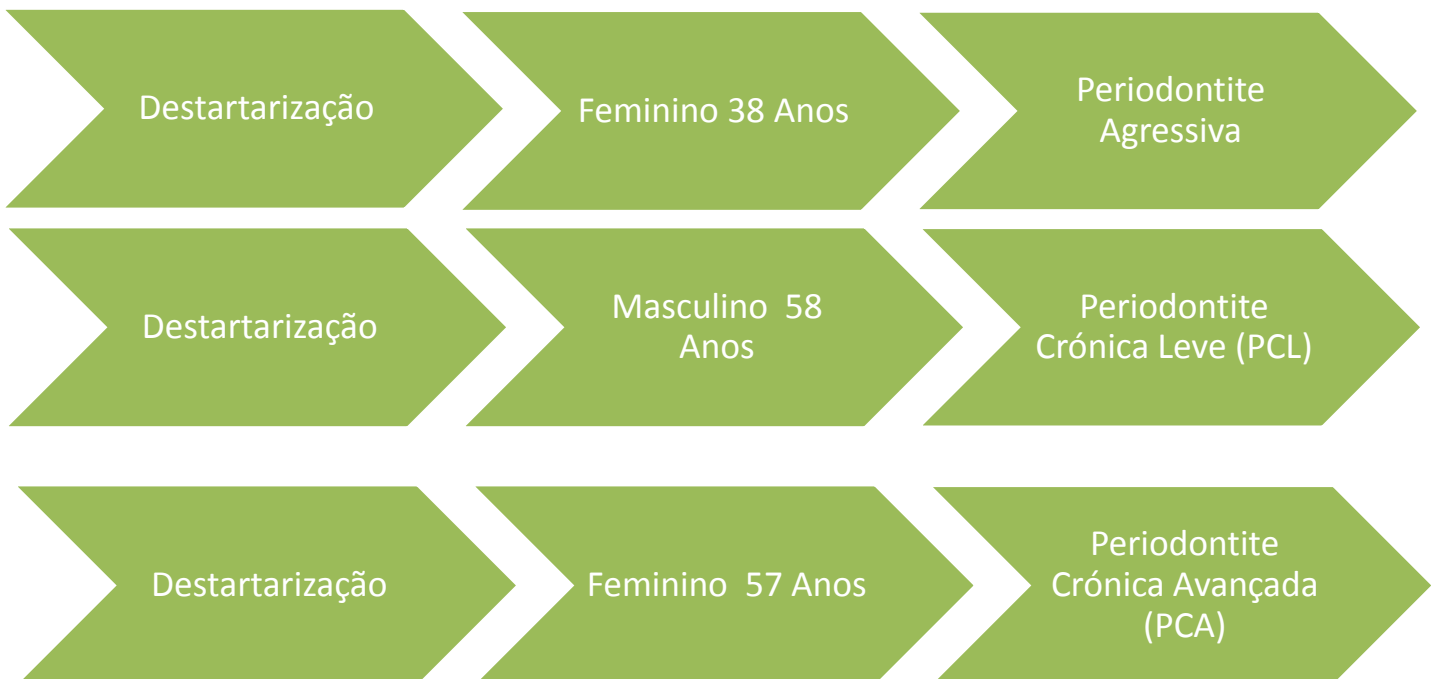 Destartarização
Feminino 38 Anos
Periodontite
Agressiva
Destartarização
Masculino  58
Anos
Periodontite
Crónica Leve (PCL)
Destartarização
Feminino  57 Anos
Periodontite
Crónica Avançada
(PCA)